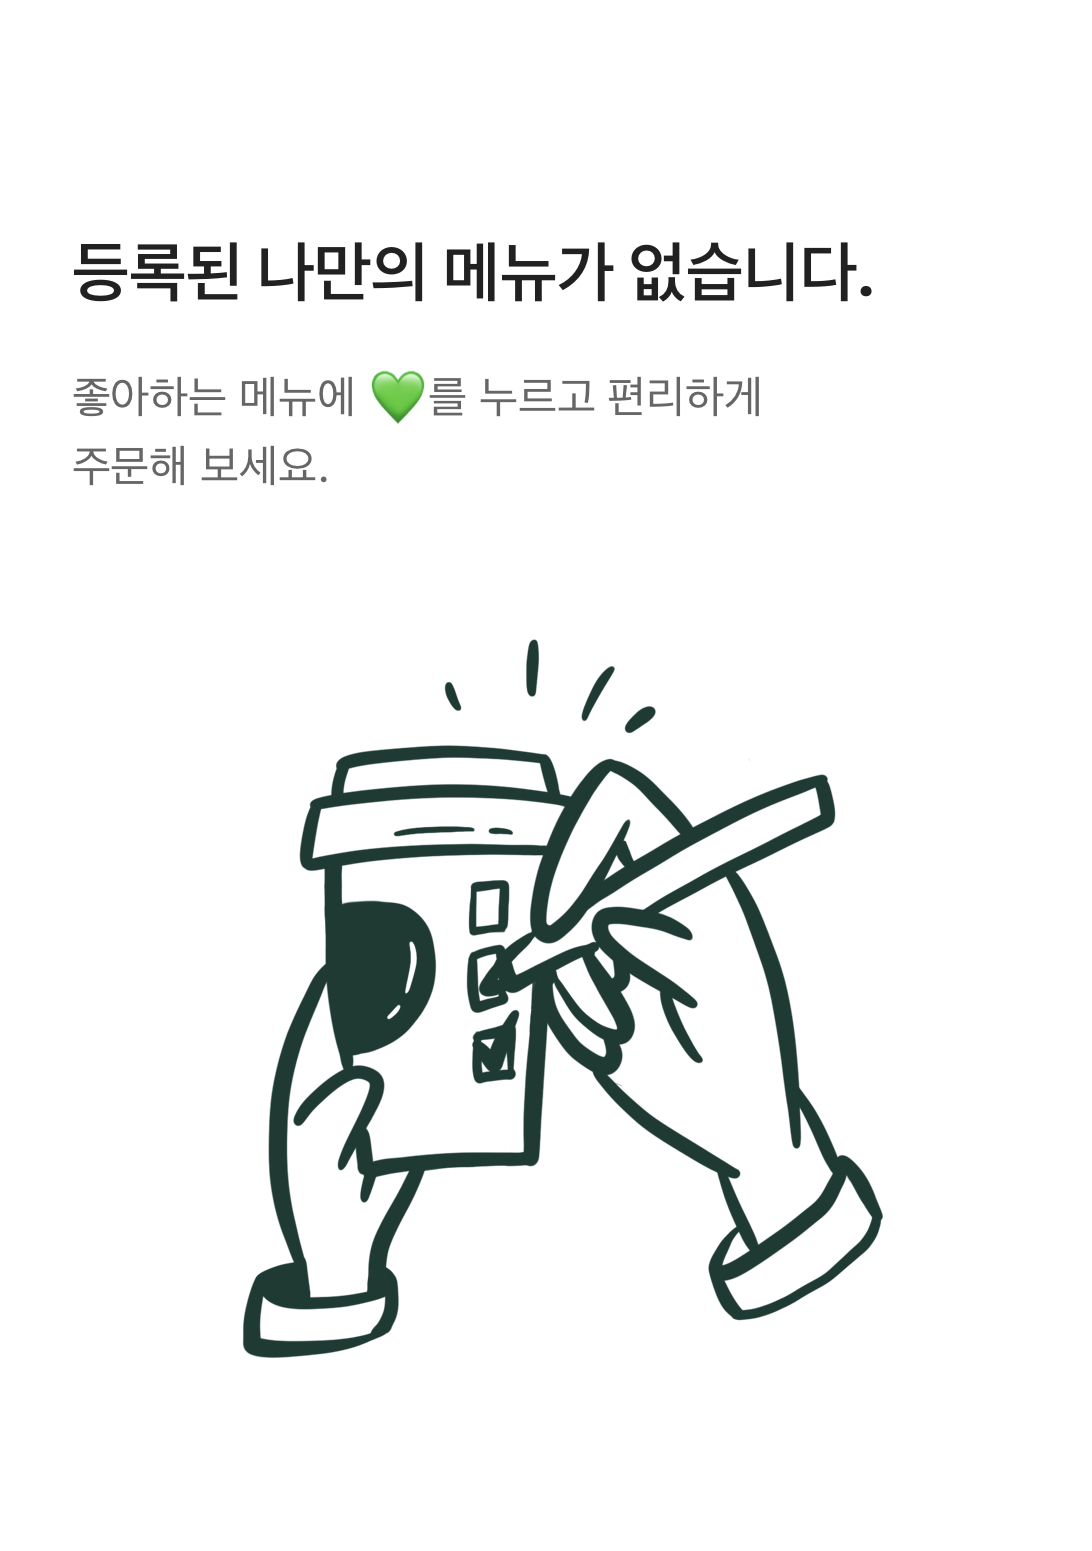 등록된 나만의 메뉴가 없습니다.
좋아하는 메뉴에 💚를 누르고 편리하게
주문해 보세요.